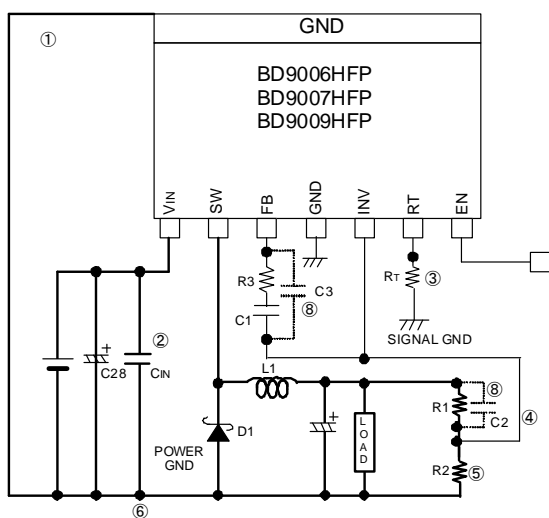 ①
GND
BD9006HFP
BD9007HFP
BD9009HFP
VIN
SW
FB
GND
INV
RT
EN
R3
C3
⑧
C1
RT
③
SIGNAL GND
②
C28
CIN
L1
⑧
R1
C2
④
D1
POWER
GND
LOAD
R2
⑤
⑥